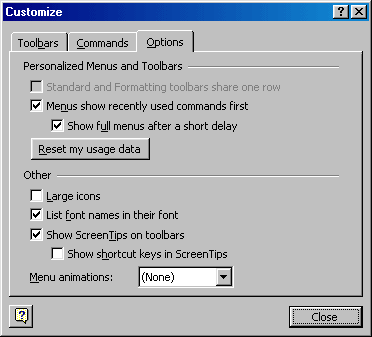 Customize
Toolbars Commands Options
Personalized Menus and Toolbars
Standard and Formatting toolbars share one row
Menus show recently used commands first
Show full menus after a short delay
Reset my usage data
Other
Large icons
List font names in their font
Show ScreenTips on toolbars
Show shortcut keys in ScreenTips
Menu animations: (None)
Close